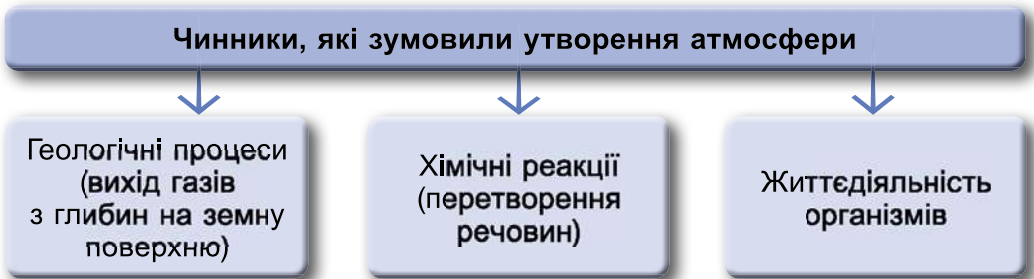 Чинники, які зумовили утворення атмосфери
Геологічні процеси
(вихід газів
з глибин на земну
поверхню)
Хімічні реакції
(перетворення
речовин)
Життєдіяльність
організмів